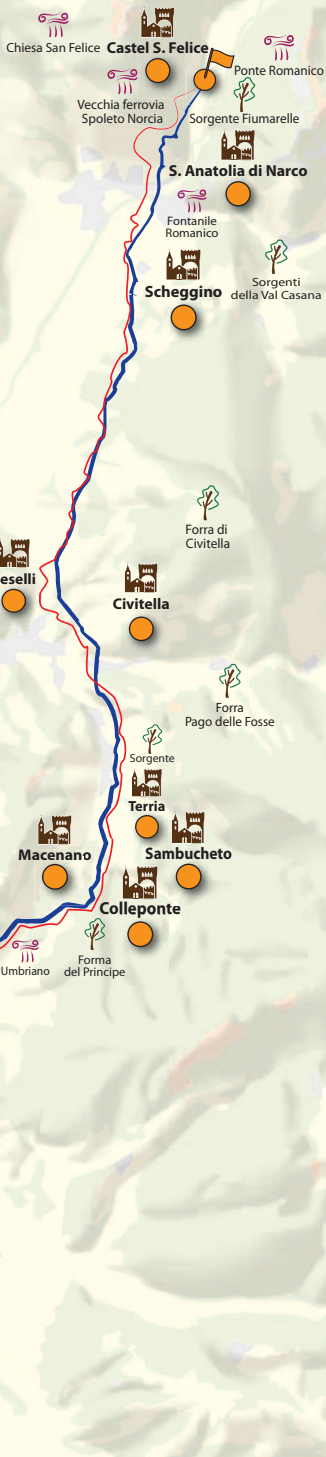 Chiesa San Felice
Castel S. Felice
Ponte Romanico
Vecchia ferrovia
Spoleto Norcia
Sorgente Fiumarelle
S. Anatolia di Narco
Fontanile
Romanico
Sorgenti
della Val Casana
Scheggino
Forra di
Civitella
eselli
Civitella
Forra
Pago delle Fosse
Sorgente
Terria
Macenano
Sambucheto
Colleponte
Umbriano
Forma
del Principe